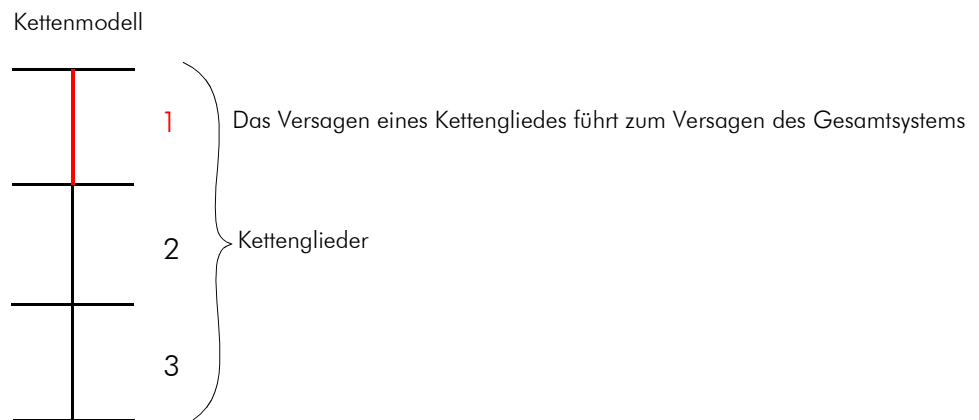 Kettenmodell
1
Das Versagen eines Kettengliedes führt zum Versagen des Gesamtsystems
2
Kettenglieder
3